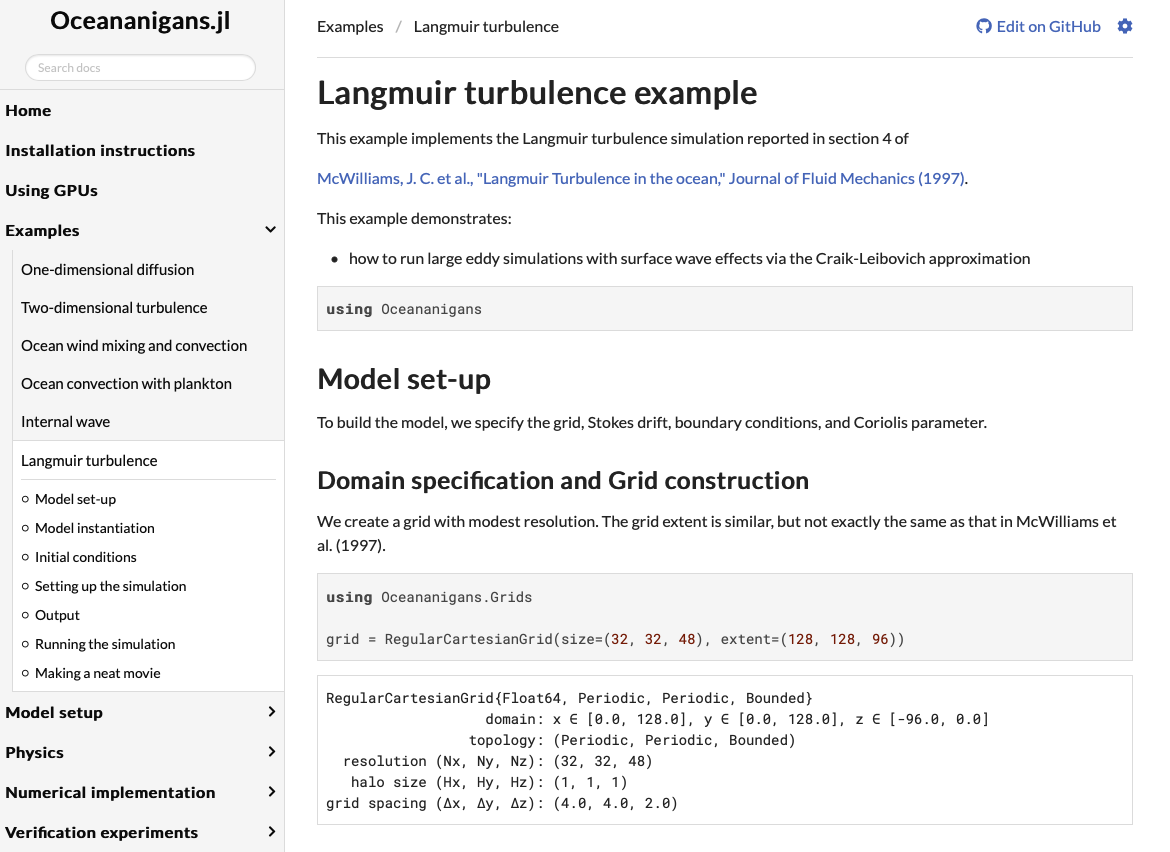 Oceananigans.jl
Search docs
Home
Installation instructions
Using GPUs
Examples
One-dimensional diffusion
Two-dimensional turbulence
Ocean wind mixing and convection
Ocean convection with plankton
Internal wave
Langmuir turbulence
Model set-up
Model instantiation
Initial conditions
Setting up the simulation
Output
Running the simulation
Making a neat movie
Model setup
Physics
Numerical implementation
Verification experiments
Examples / Langmuir turbulence
Edit on GitHub
Langmuir turbulence example
This example implements the Langmuir turbulence simulation reported in section 4 of
McWilliams, J. C. et al., "Langmuir Turbulence in the ocean," Journal of Fluid Mechanics (1997).
This example demonstrates:
• how to run large eddy simulations with surface wave effects via the Craik-Leibovich approximation
using Oceananigans
Model set-up
To build the model, we specify the grid, Stokes drift, boundary conditions, and Coriolis parameter.
Domain specification and Grid construction
We create a grid with modest resolution. The grid extent is similar, but not exactly the same as that in McWilliams et
al. (1997).
using Oceananigans.Grids
grid = RegularCartesianGrid(size=(32, 32, 48), extent=(128, 128, 96))
RegularCartesianGrid{Float64, Periodic, Periodic, Bounded}
domain: x ∈ [0.0, 128.0], y ∈ [0.0, 128.0], z ∈ [-96.0, 0.0]
topology: (Periodic, Periodic, Bounded)
resolution (Nx, Ny, Nz): (32, 32, 48)
halo size (Hx, Hy, Hz): (1, 1, 1)
grid spacing (Δx, Δy, Δz): (4.0, 4.0, 2.0)